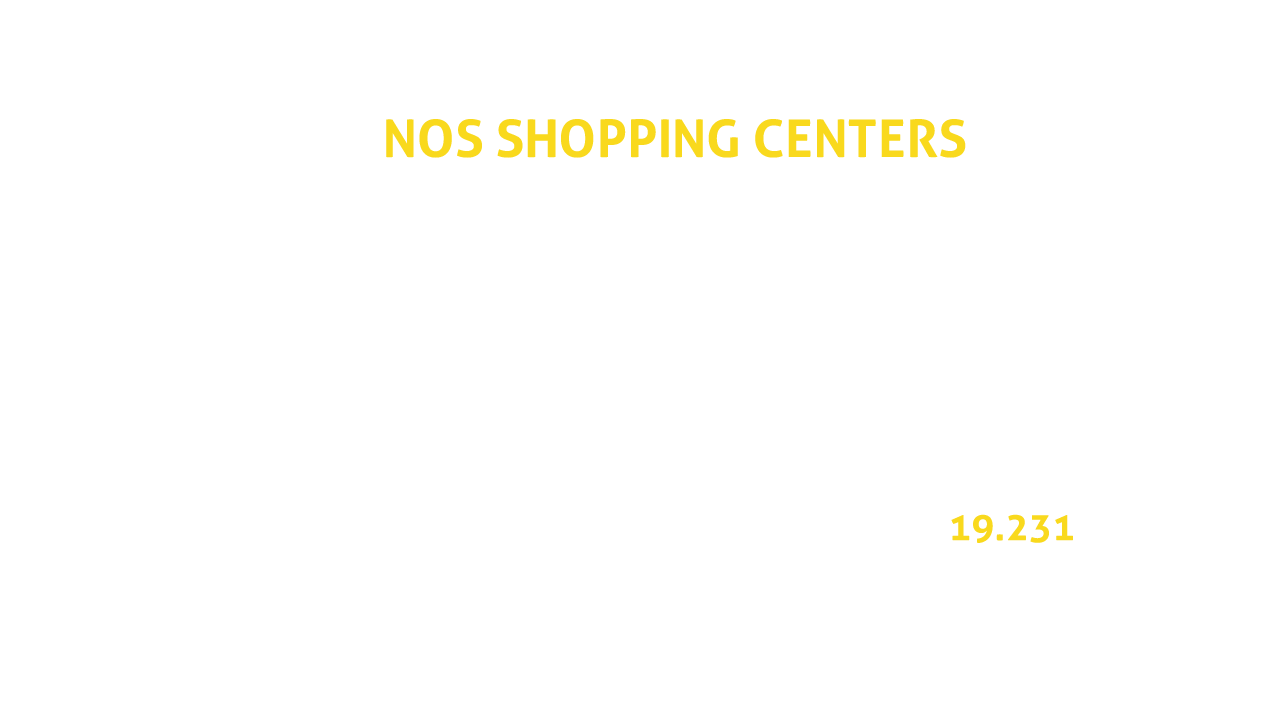 NOS SHOPPING CENTERS
19.231